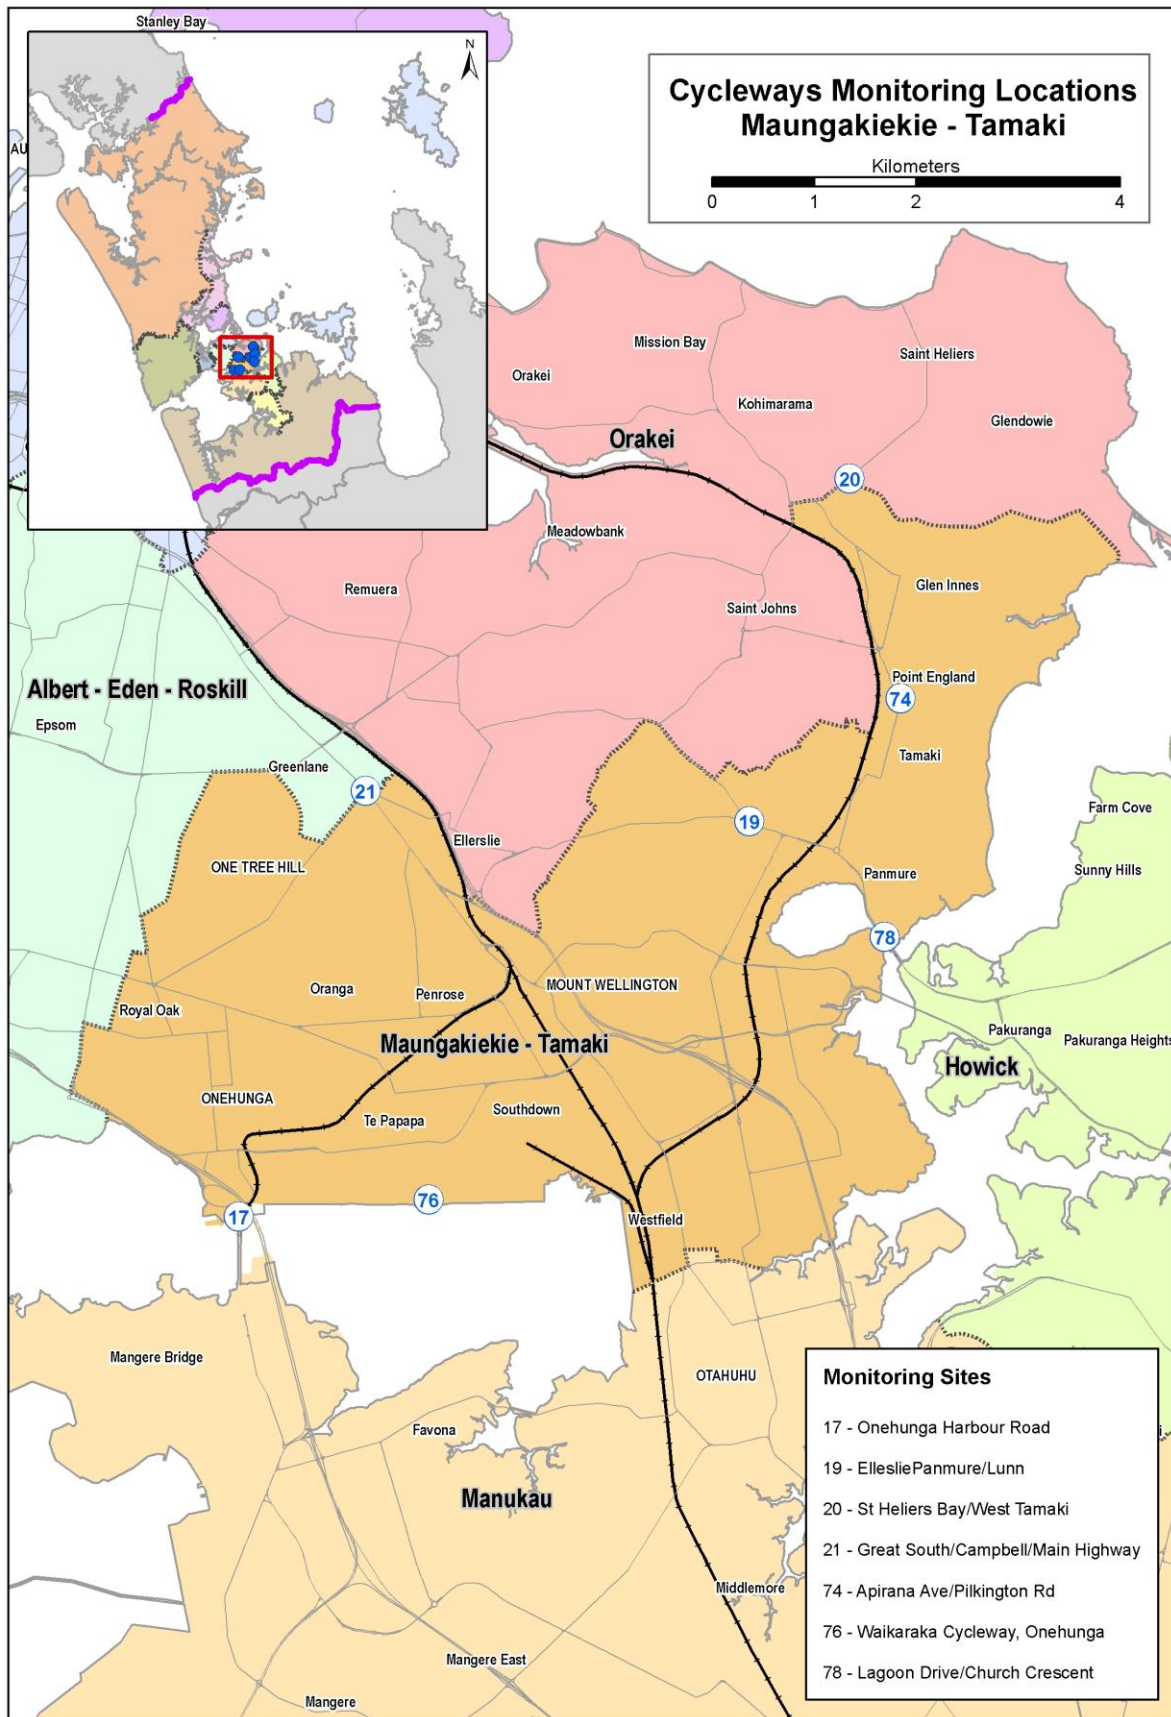 Stanley Bay
AU
N
Cycleways Monitoring Locations
Maungakiekie - Tamaki
Kilometers
0 1 2 4
Mission Bay
Saint Heliers
Orakei
Kohimarama
Glendowie
Orakei
20
Meadowbank
Remuera
Glen Innes
Saint Johns
Point England
Albert - Eden - Roskill
74
Epsom
Tamaki
Greenlane
21
Farm Cove
19
Ellerslie
ONE TREE HILL
Sunny Hills
Panmure
78
MOUNT WELLINGTON
Oranga
Penrose
Royal Oak
Pakuranga
Pakuranga Heights
Maungakiekie - Tamaki
Howick
ONEHUNGA
Southdown
Te Papapa
76
17
Westfield
Mangere Bridge
OTAHUHU
Favona
Manukau
Middlemore
Mangere East
Mangere
Monitoring Sites
17 - Onehunga Harbour Road
19 - EllesliePanmure/Lunn
20 - St Heliers Bay/West Tamaki
21 - Great South/Campbell/Main Highway
74 - Apirana Ave/Pilkington Rd
76 - Waikaraka Cycleway, Onehunga
78 - Lagoon Drive/Church Crescent